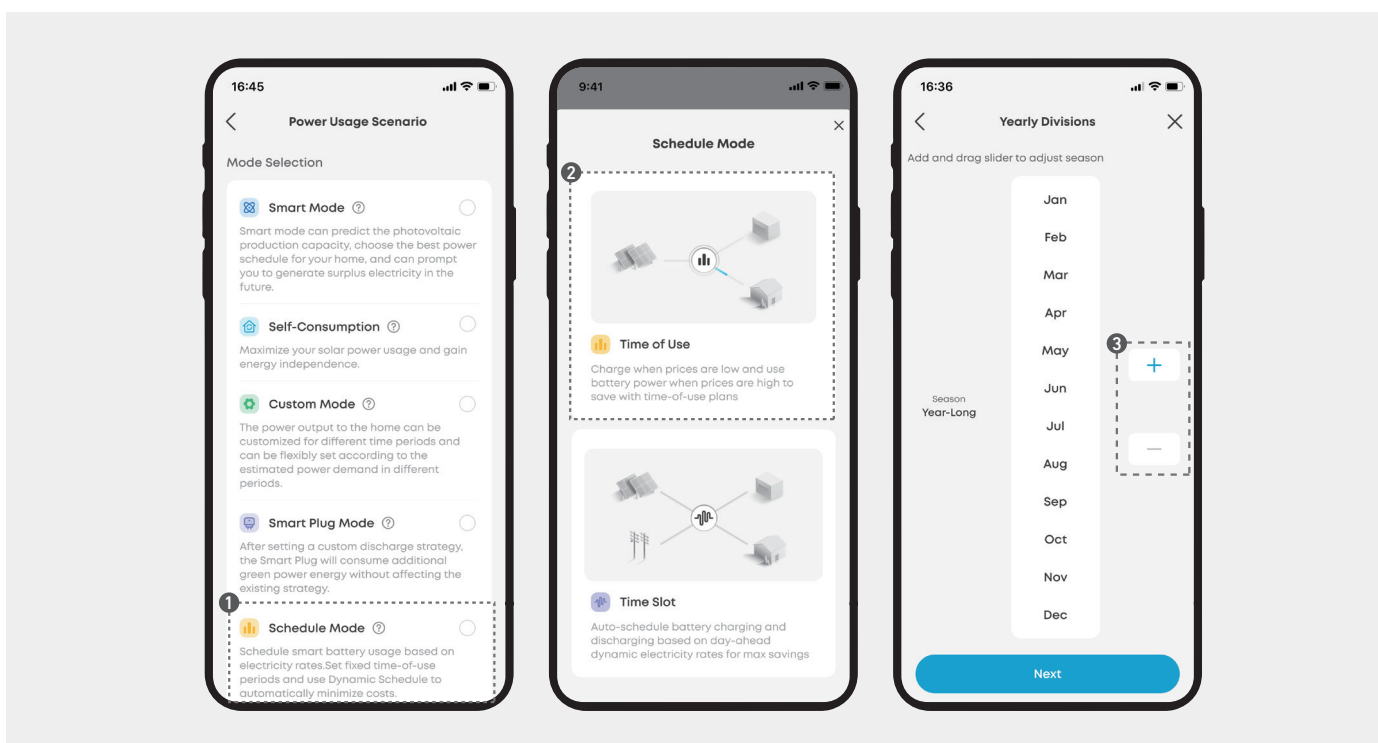 16:45
Power Usage Scenario
Mode Selection
Smart Mode ?
Smart mode can predict the photovoltaic
production capacity, choose the best power
schedule for your home, and can prompt
you to generate surplus electricity in the
future.
Self-Consumption ?
Maximize your solar power usage and gain
energy independence.
Custom Mode ?
The power output to the home can be
customized for different time periods and
can be flexibly set according to the
estimated power demand in different
periods.
Smart Plug Mode ?
After setting a custom discharge strategy,
the Smart Plug will consume additional
green power energy without affecting the
existing strategy.
1
Schedule Mode ?
Schedule smart battery usage based on
electricity rates.Set fixed time-of-use
periods and use Dynamic Schedule to
automatically minimize costs.
9:41
Schedule Mode
2
Time of Use
Charge when prices are low and use
battery power when prices are high to
save with time-of-use plans
Time Slot
Auto-schedule battery charging and
discharging based on day-ahead
dynamic electricity rates for max savings
16:36
Yearly Divisions
Add and drag slider to adjust season
Season
Year-Long
Jan
Feb
Mar
Apr
May
Jun
Jul
Aug
Sep
Oct
Nov
Dec
3
+
—
Next